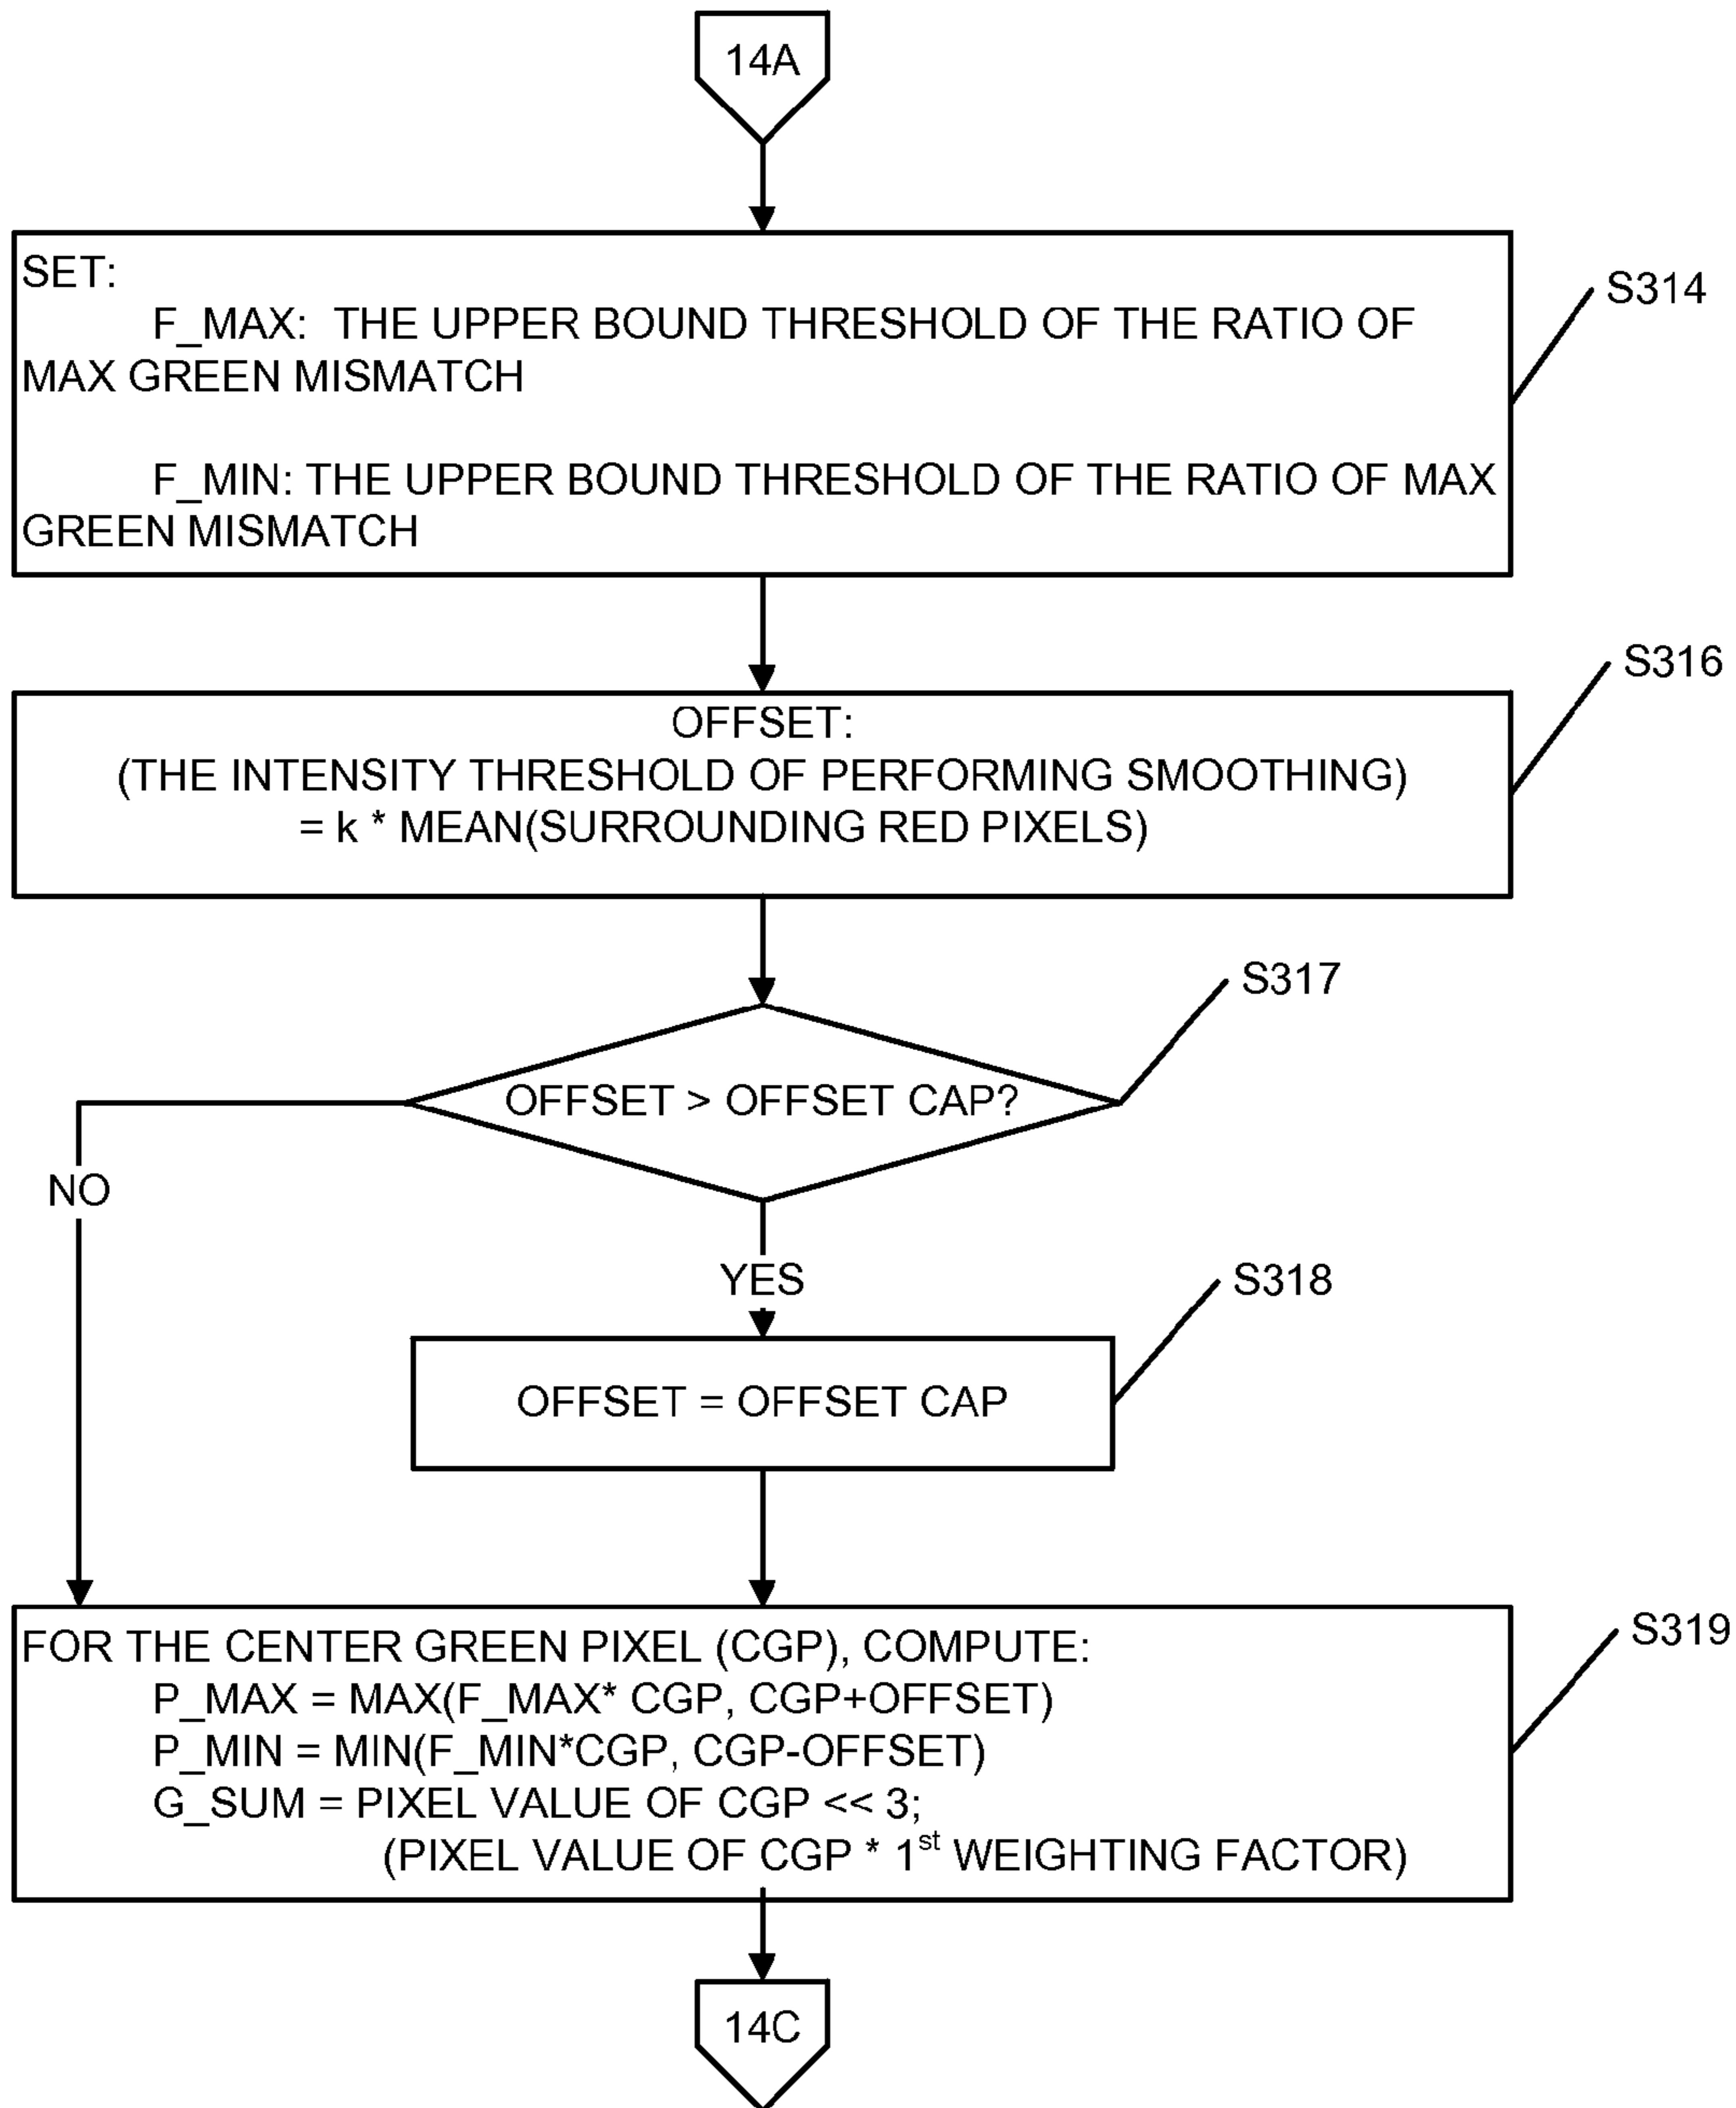 14A
SET:
F_MAX: THE UPPER BOUND THRESHOLD OF THE RATIO OF
MAX GREEN MISMATCH
F_MIN: THE UPPER BOUND THRESHOLD OF THE RATIO OF MAX
GREEN MISMATCH
S314
OFFSET:
(THE INTENSITY THRESHOLD OF PERFORMING SMOOTHING)
= k * MEAN(SURROUNDING RED PIXELS)
S316
OFFSET > OFFSET CAP?
S317
NO
YES
OFFSET = OFFSET CAP
S318
FOR THE CENTER GREEN PIXEL (CGP), COMPUTE:
P_MAX = MAX(F_MAX* CGP, CGP+OFFSET)
P_MIN = MIN(F_MIN*CGP, CGP-OFFSET)
G_SUM = PIXEL VALUE OF CGP << 3;
(PIXEL VALUE OF CGP * 1st WEIGHTING FACTOR)
S319
14C